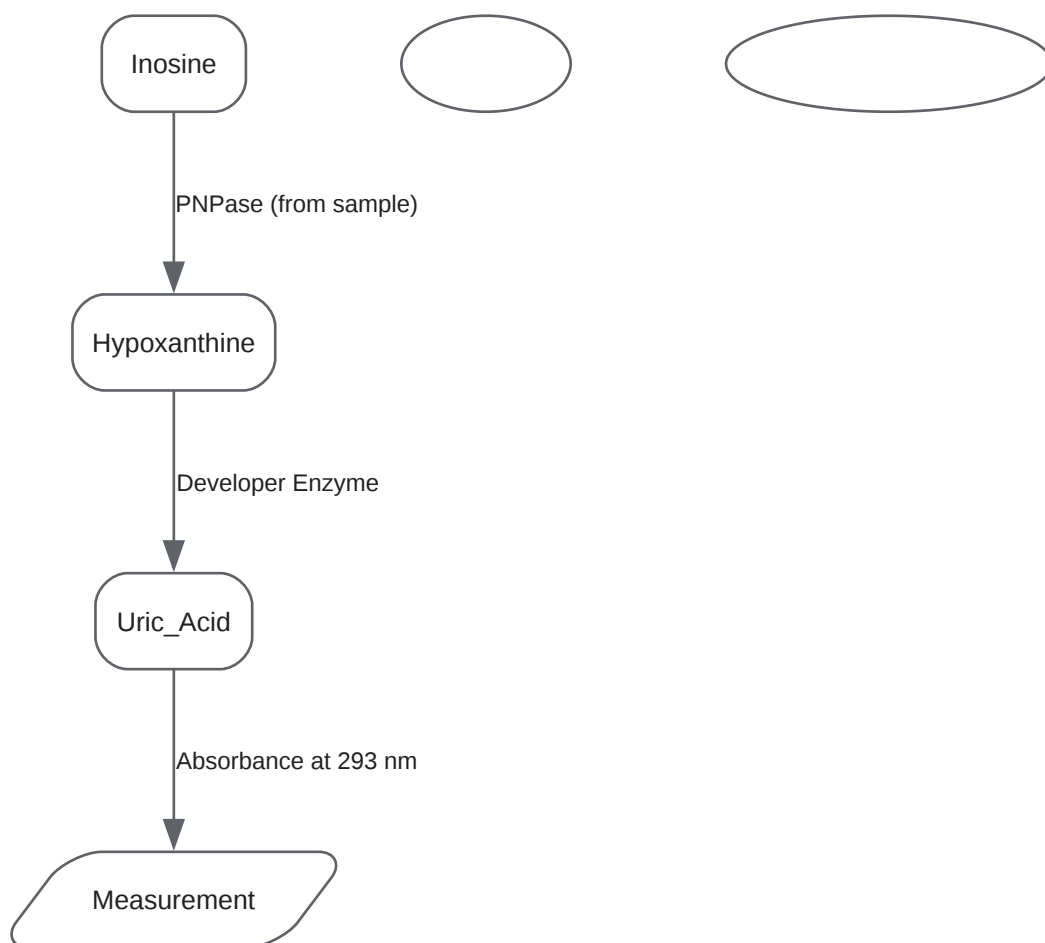 Inosine
PNPase (from sample)
Hypoxanthine
Developer Enzyme
Uric_Acid
Absorbance at 293 nm
Measurement